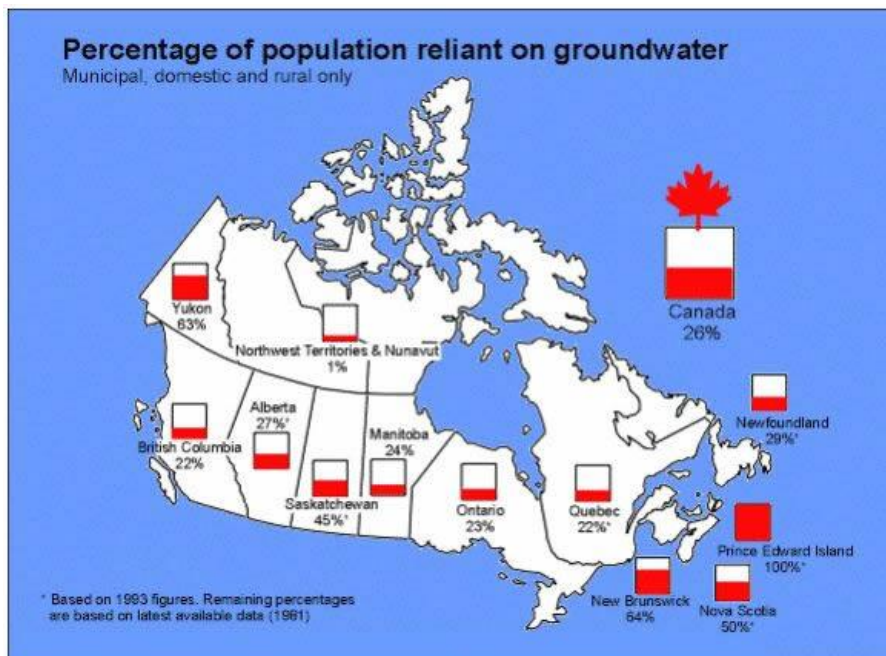 Percentage of population reliant on groundwater
Municipal, domestic and rural only
Canada
26%
Yukon
63%
Northwest Territories & Nunavut
1%
British Columbia
22%
Alberta
27%*
Saskatchewan
45%*
Manitoba
24%
Ontario
23%
Quebec
22%*
Newfoundland
29%*
Prince Edward Island
100%*
New Brunswick
64%
Nova Scotia
50%*
* Based on 1993 figures. Remaining percentages
are based on latest available data (1981)